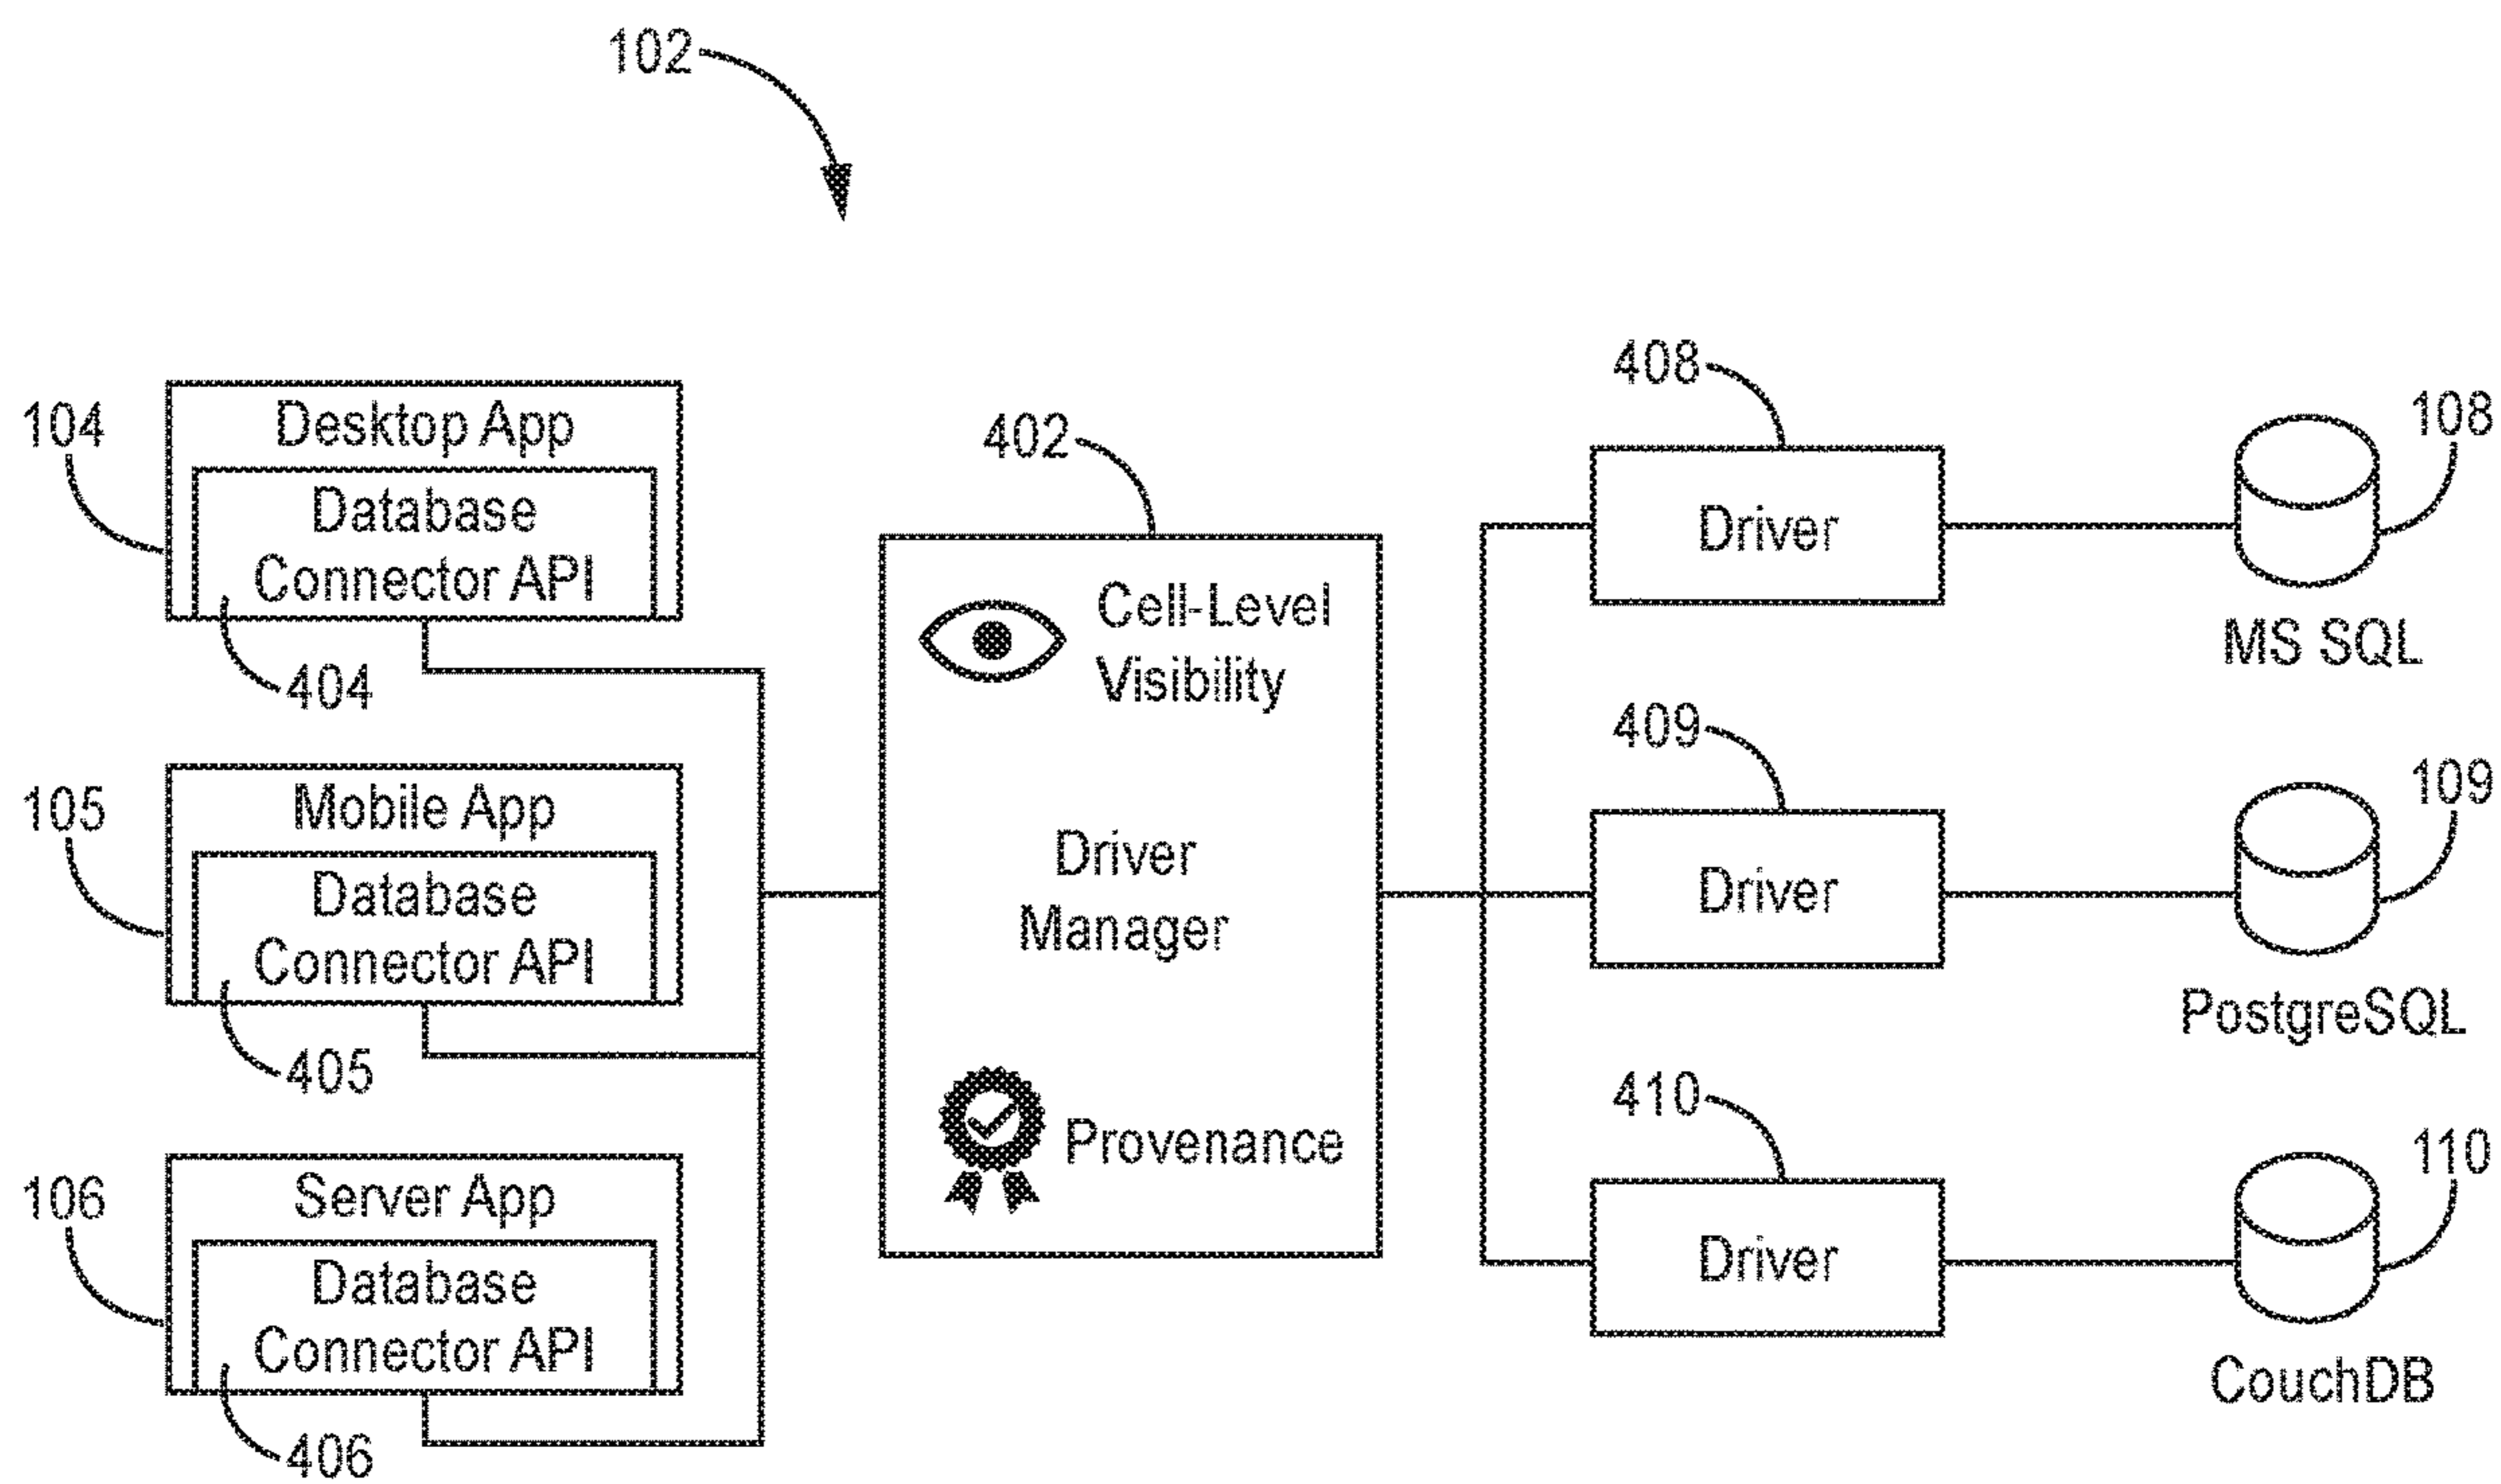 102
104
Desktop App
Database
Connector API
404
105
Mobile App
Database
Connector API
405
106
Server App
Database
Connector API
406
402
Cell-Level
Visibility
Driver
Manager
Provenance
408
Driver
108
MS SQL
409
Driver
109
PostgreSQL
410
Driver
110
CouchDB